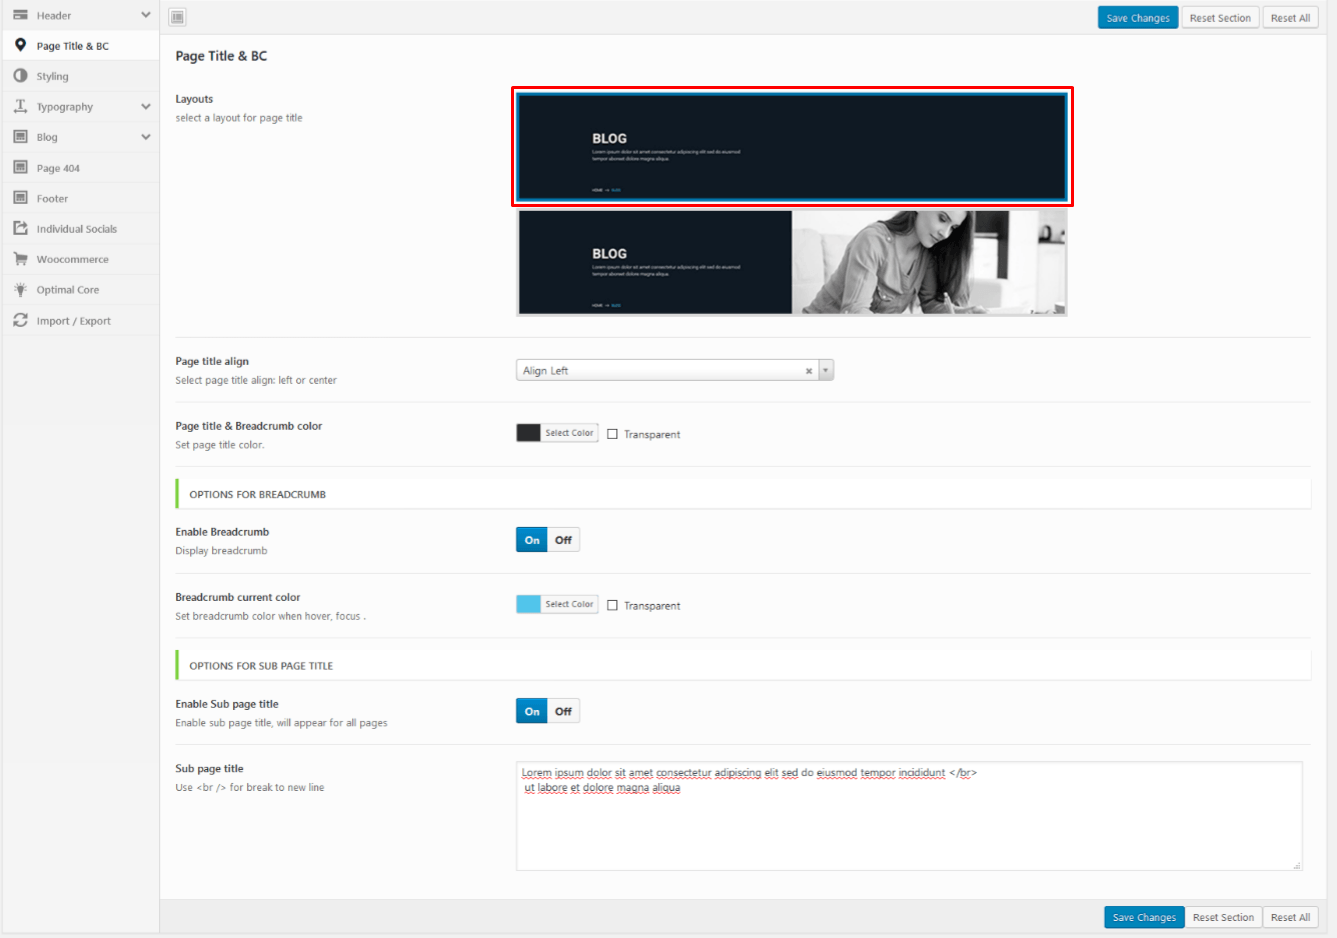 Header
Page Title & BC
Styling
Typography
Blog
Page 404
Footer
Individual Socials
Woocommerce
Optimal Core
Import / Export
Save Changes
Reset Section
Reset All
Page Title & BC
Layouts
select a layout for page title
BLOG
Lorem ipsum dolor sit amet consectetur adipiscing elit sed do eiusmod
tempor aboreet dolore magna aliqua.
HOME → BLOG
BLOG
Lorem ipsum dolor sit amet consectetur adipiscing elit sed do eiusmod
tempor aboreet dolore magna aliqua.
HOME → BLOG
Page title align
Select page title align: left or center
Align Left
Page title & Breadcrumb color
Set page title color.
Select Color
Transparent
OPTIONS FOR BREADCRUMB
Enable Breadcrumb
Display breadcrumb
On Off
Breadcrumb current color
Set breadcrumb color when hover, focus .
Select Color
Transparent
OPTIONS FOR SUB PAGE TITLE
Enable Sub page title
Enable sub page title, will appear for all pages
On Off
Sub page title
Use <br /> for break to new line
Lorem ipsum dolor sit amet consectetur adipiscing elit sed do eiusmod tempor incididunt </br>
ut labore et dolore magna aliqua
Save Changes
Reset Section
Reset All